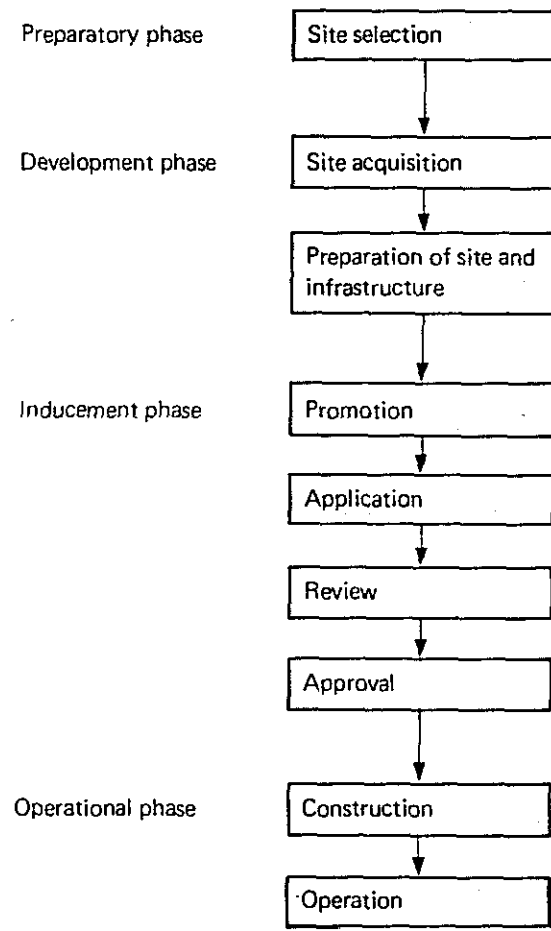 Preparatory phase
Site selection
Development phase
Site acquisition
Preparation of site and
infrastructure
Inducement phase
Promotion
Application
Review
Approval
Operational phase
Construction
Operation